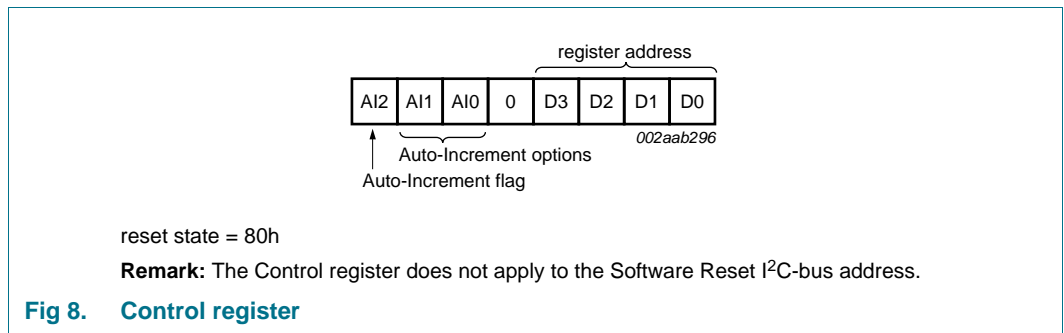 register address
AI2 AI1 AI0 0 D3 D2 D1 D0
002aab296
Auto-Increment options
Auto-Increment flag
reset state = 80h
Remark: The Control register does not apply to the Software Reset I2C-bus address.
Fig 8. Control register